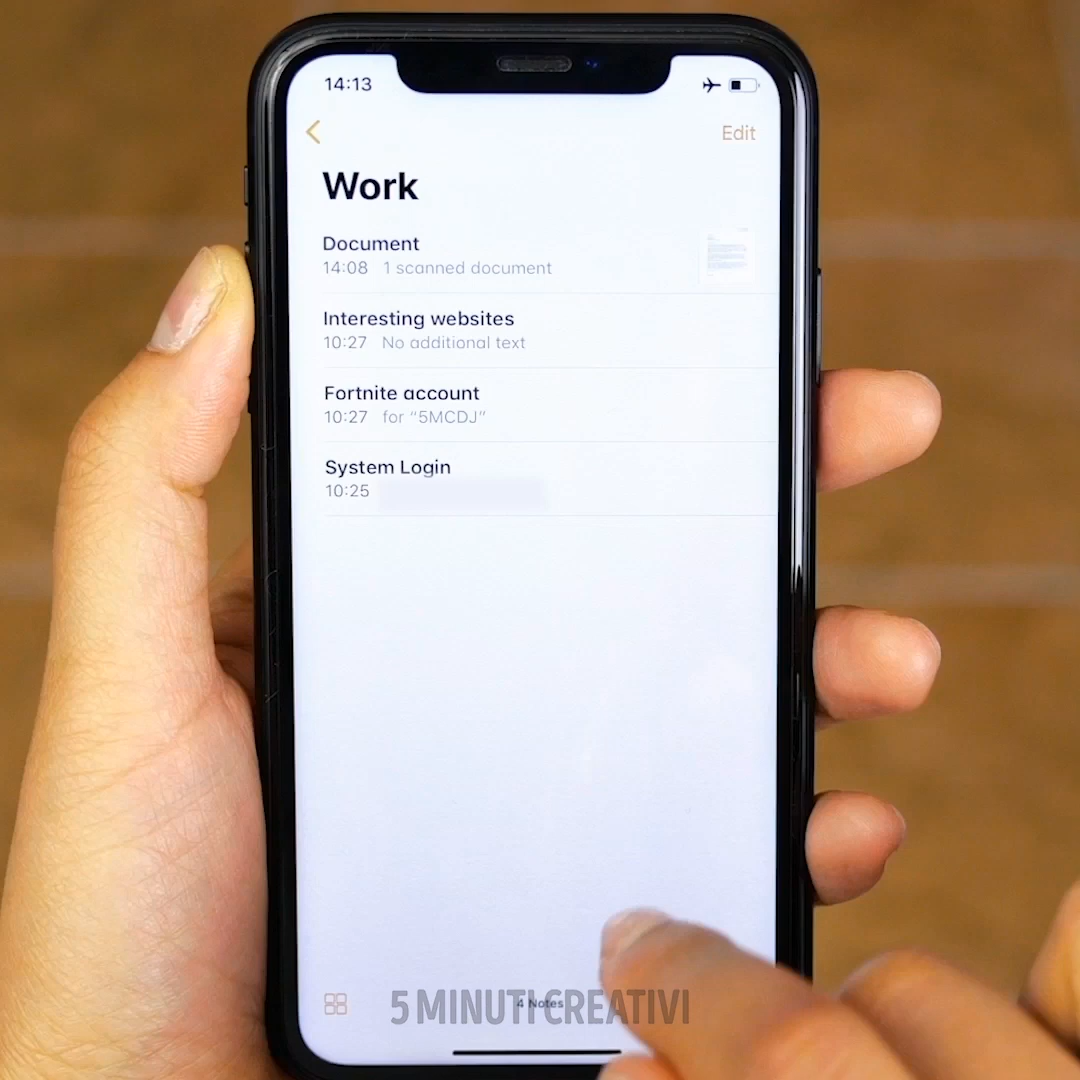 14:13
Edit
Work
Document
14:08 1 scanned document
Interesting websites
10:27 No additional text
Fortnite account
10:27 for “5MCDJ”
System Login
10:25
4 Notes
5 MINUTI CREATIVI